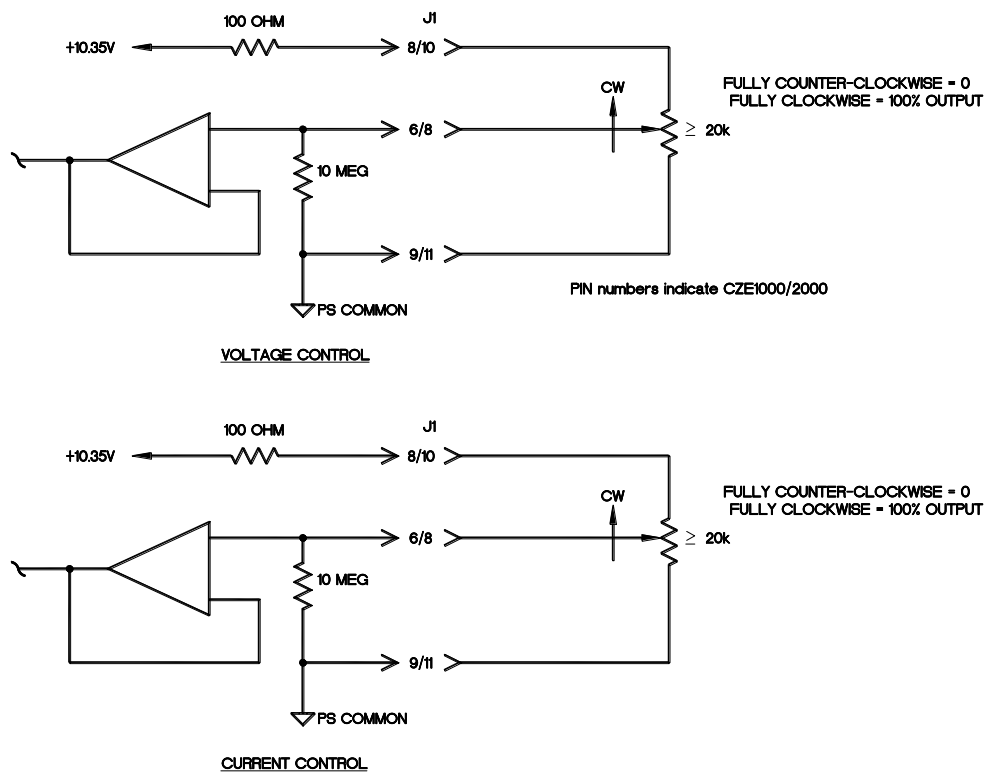 100 OHM
J1
+10.35V
8/10
CW
FULLY COUNTER-CLOCKWISE = 0
FULLY CLOCKWISE = 100% OUTPUT
6/8
≥ 20k
10 MEG
9/11
PIN numbers indicate CZE1000/2000
PS COMMON
VOLTAGE CONTROL
100 OHM
J1
+10.35V
8/10
CW
FULLY COUNTER-CLOCKWISE = 0
FULLY CLOCKWISE = 100% OUTPUT
6/8
≥ 20k
10 MEG
9/11
PS COMMON
CURRENT CONTROL